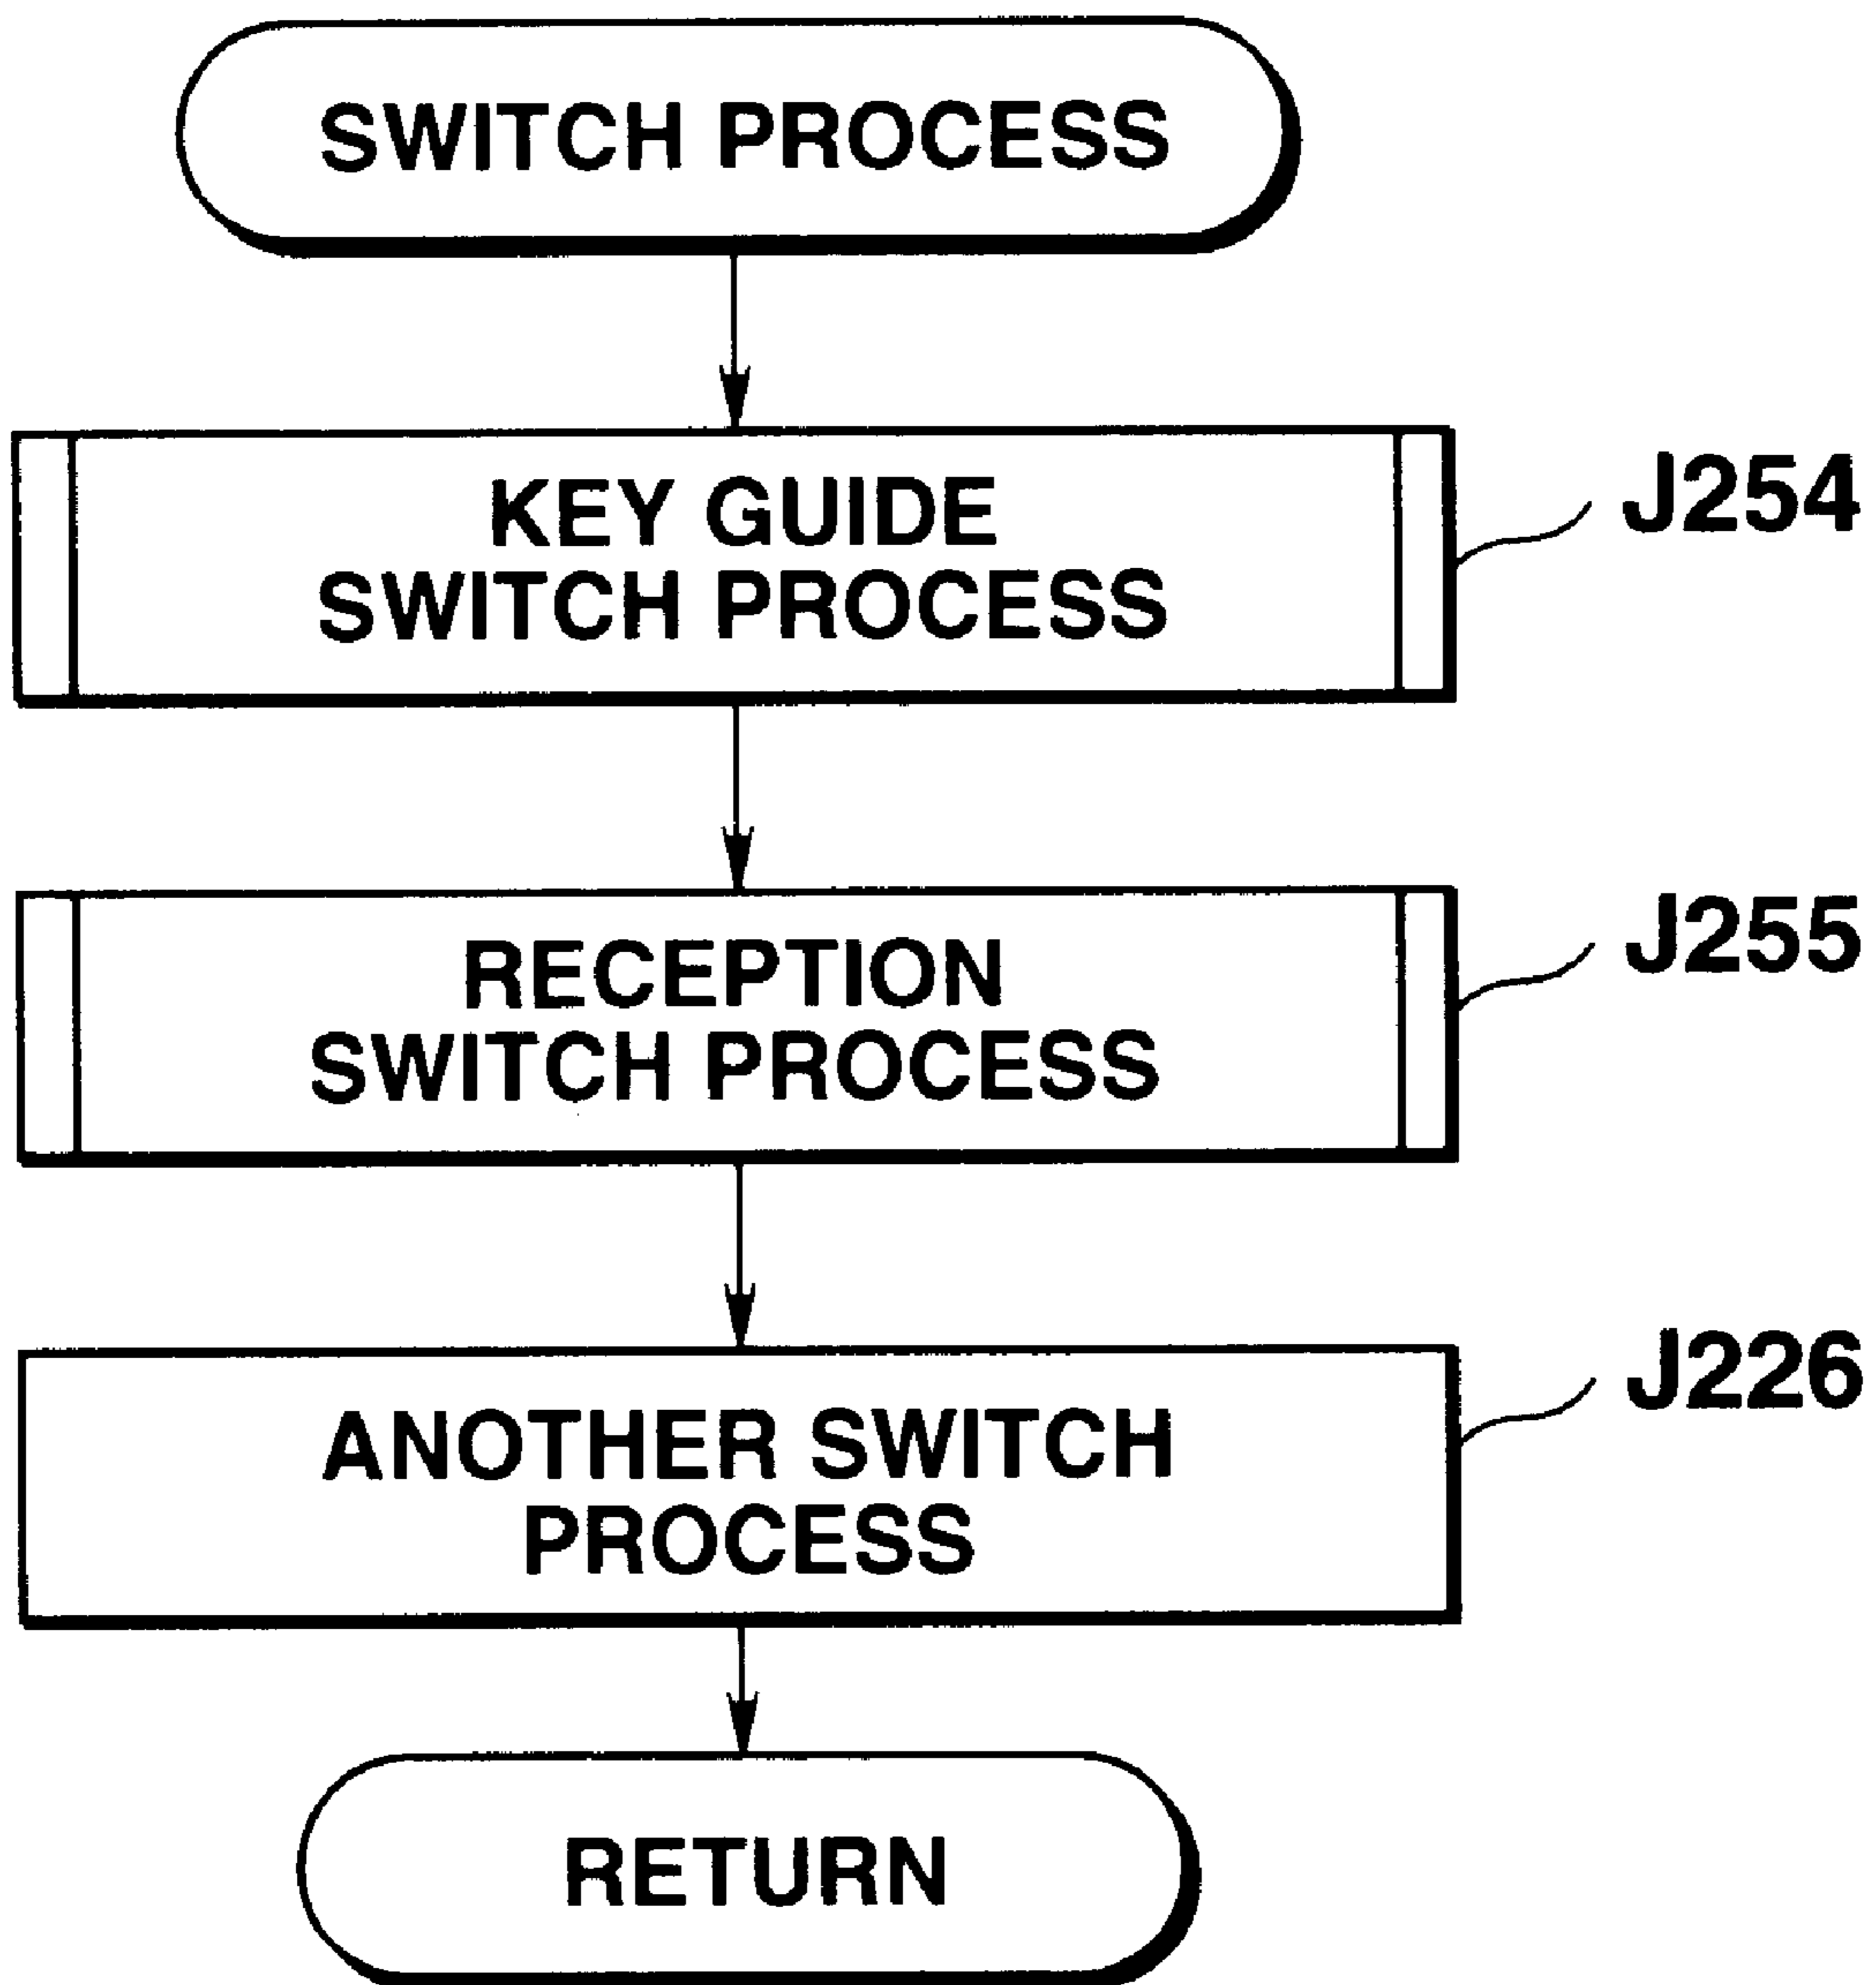 SWITCH PROCESS
KEY GUIDE
SWITCH PROCESS
J254
RECEPTION
SWITCH PROCESS
J255
ANOTHER SWITCH
PROCESS
J226
RETURN